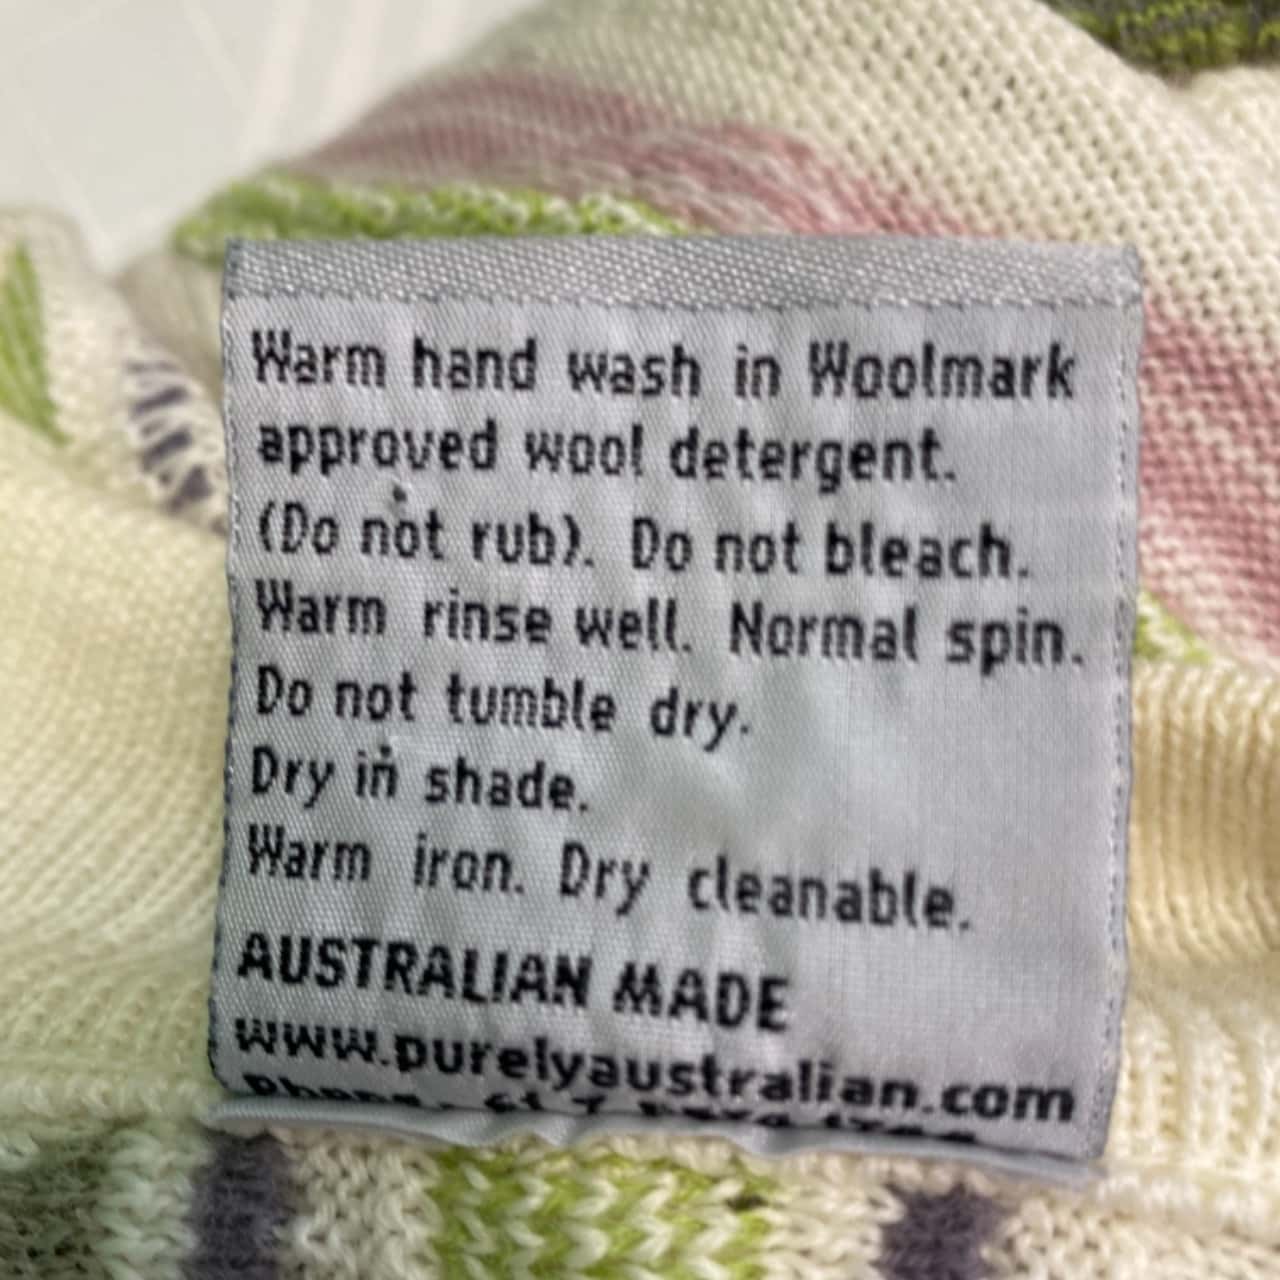 Warm hand wash in Woolmark
approved wool detergent.
(Do not rub). Do not bleach.
Warm rinse well. Normal spin.
Do not tumble dry.
Dry in shade.
Warm iron. Dry cleanable.
AUSTRALIAN MADE
www.purelyaustralian.com
Phone